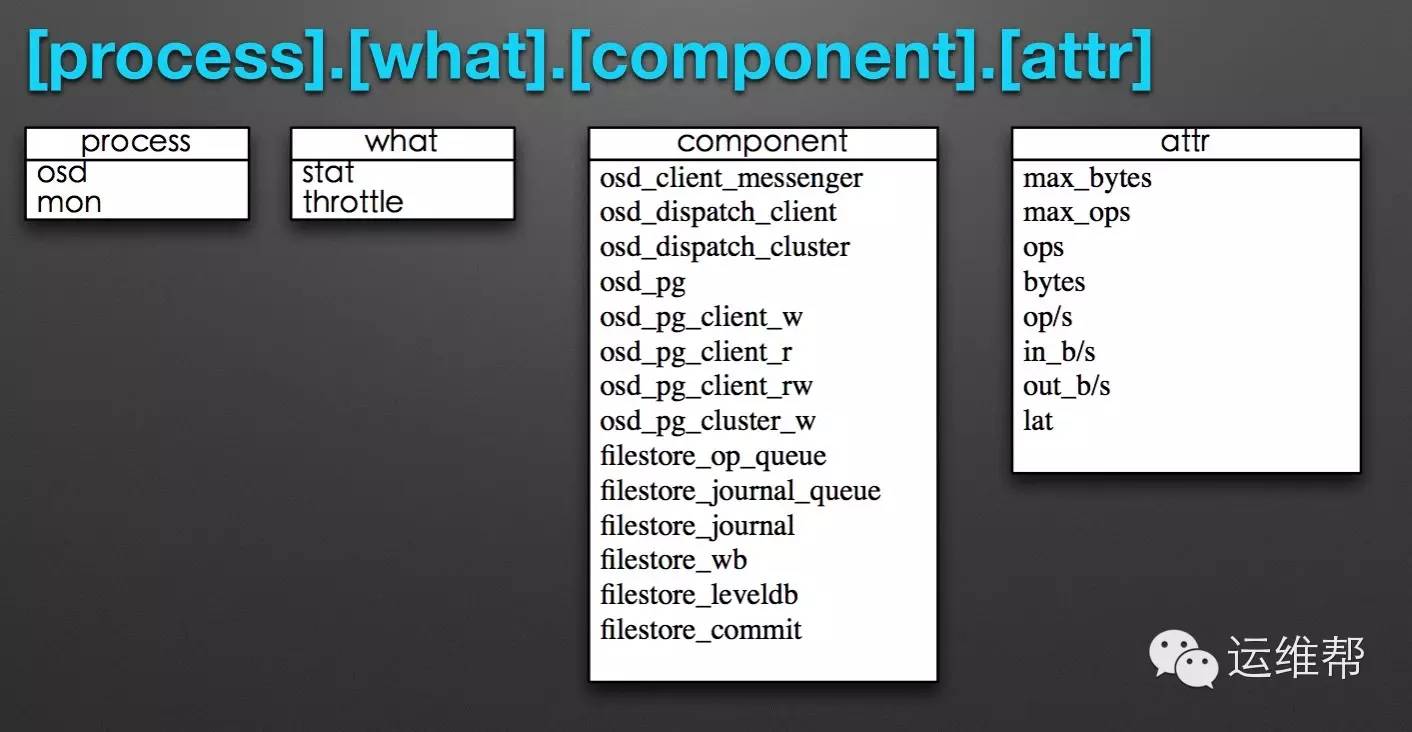 [process].[what].[component].[attr]
process
osd
mon
what
stat
throttle
component
osd_client_messenger
osd_dispatch_client
osd_dispatch_cluster
osd_pg
osd_pg_client_w
osd_pg_client_r
osd_pg_client_rw
osd_pg_cluster_w
filestore_op_queue
filestore_journal_queue
filestore_journal
filestore_wb
filestore_leveldb
filestore_commit
attr
max_bytes
max_ops
ops
bytes
op/s
in_b/s
out_b/s
lat
运维帮